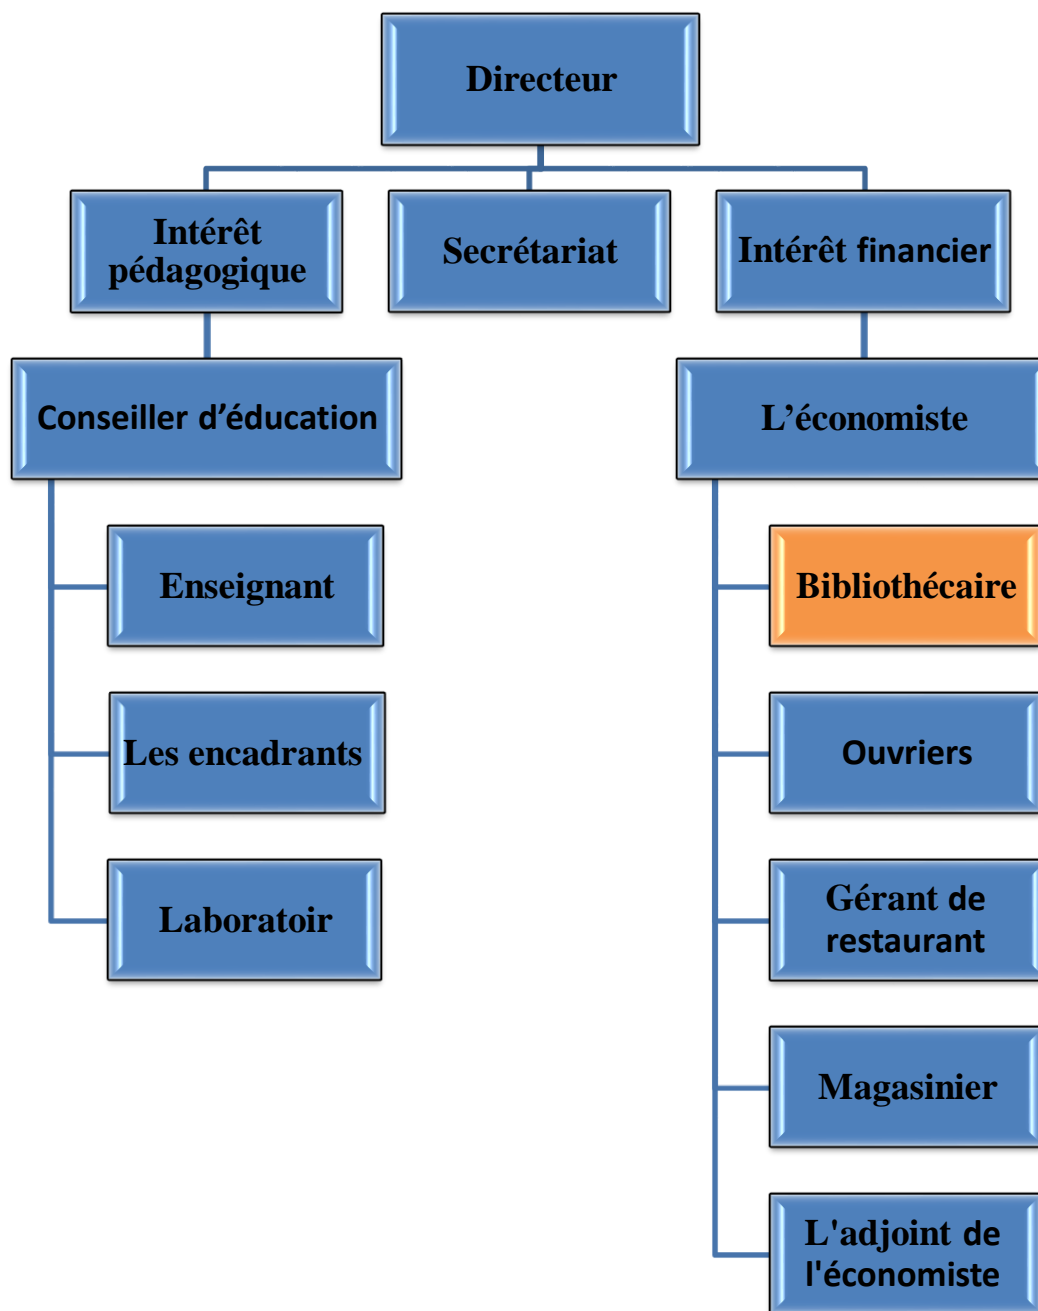 Directeur
Intérêt
pédagogique
Secrétariat
Intérêt financier
Conseiller d’éducation
L’économiste
Enseignant
Les encadrants
Laboratoir
Bibliothécaire
Ouvriers
Gérant de
restaurant
Magasinier
L'adjoint de
l'économiste